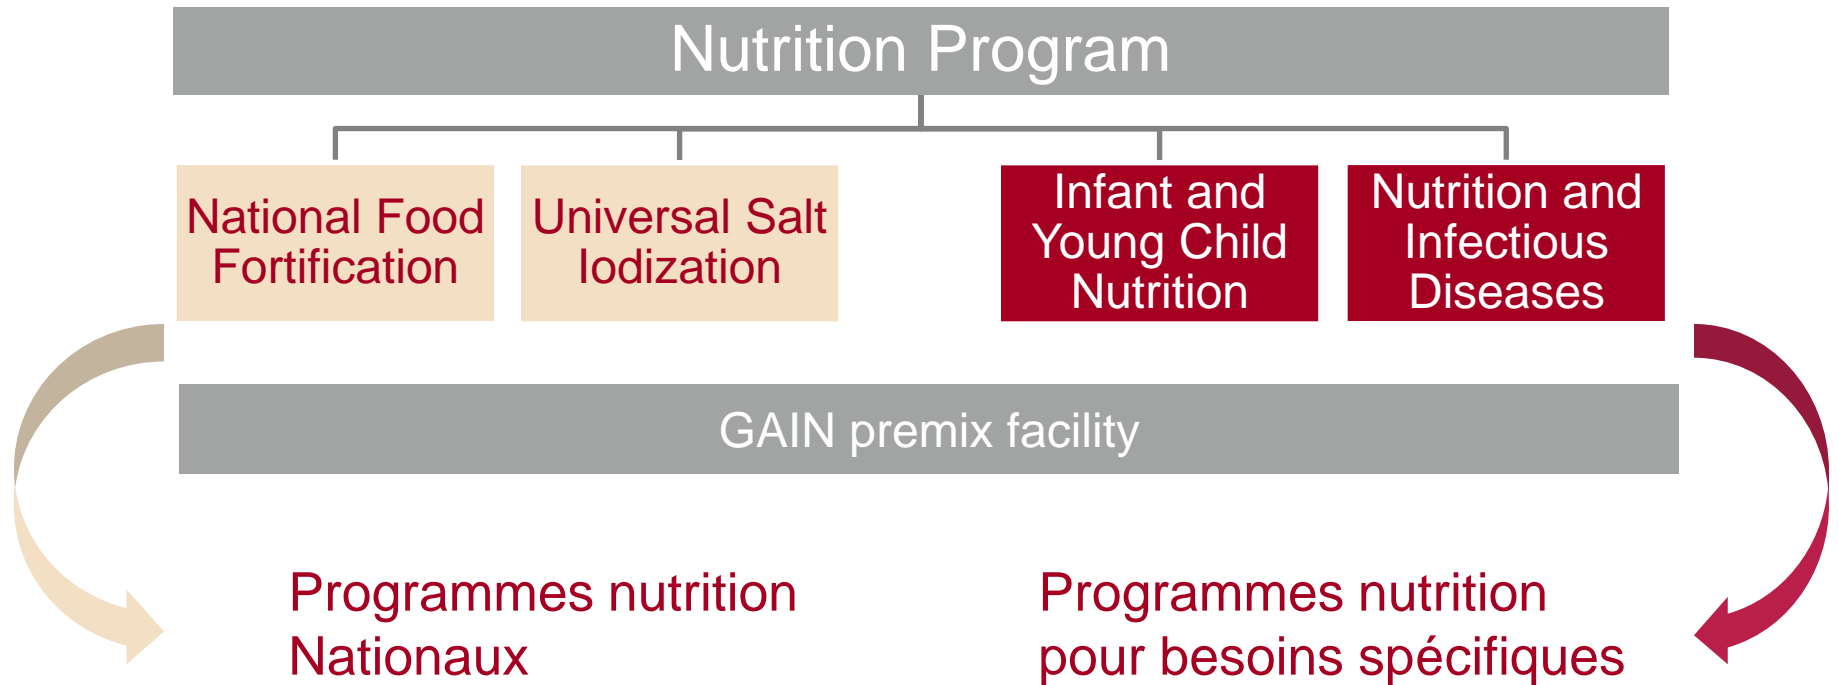 Nutrition Program
National Food
Fortification
Universal Salt
Iodization
Infant and
Young Child
Nutrition
Nutrition and
Infectious
Diseases
GAIN premix facility
Programmes nutrition
Nationaux
Programmes nutrition
pour besoins spécifiques